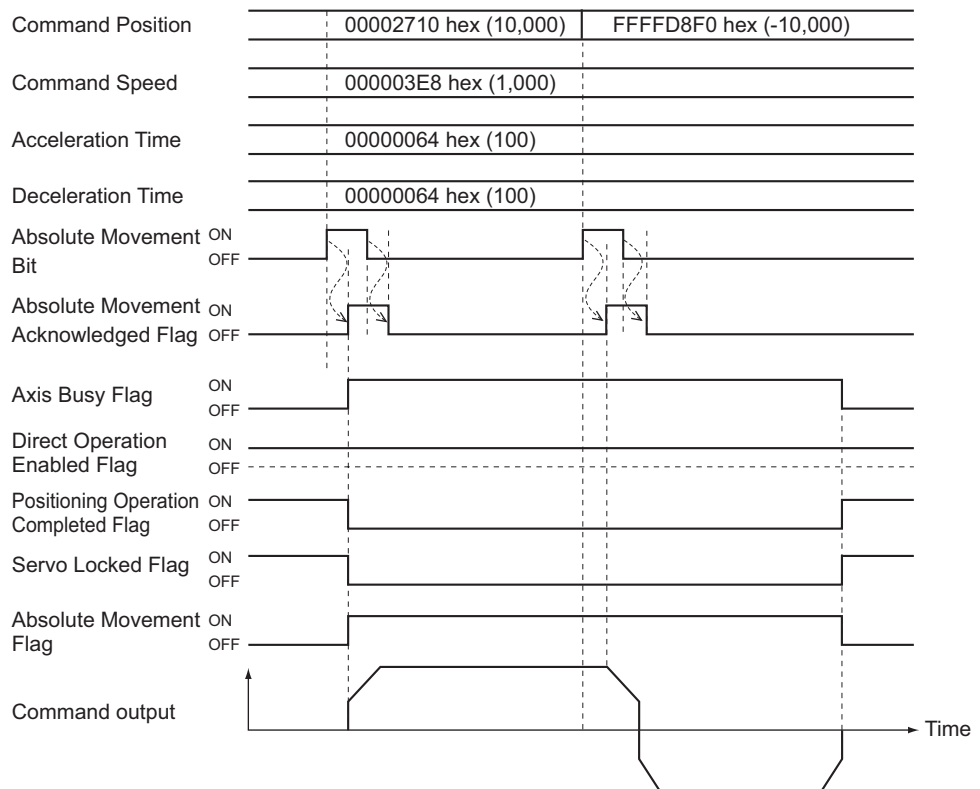 Command Position 00002710 hex (10,000) FFFFD8F0 hex (-10,000)
Command Speed 000003E8 hex (1,000)
Acceleration Time 00000064 hex (100)
Deceleration Time 00000064 hex (100)
Absolute Movement ON
Bit OFF
Absolute Movement ON
Acknowledged Flag OFF
Axis Busy Flag ON
OFF
Direct Operation ON
Enabled Flag OFF
Positioning Operation ON
Completed Flag OFF
Servo Locked Flag ON
OFF
Absolute Movement ON
Flag OFF
Command output
Time